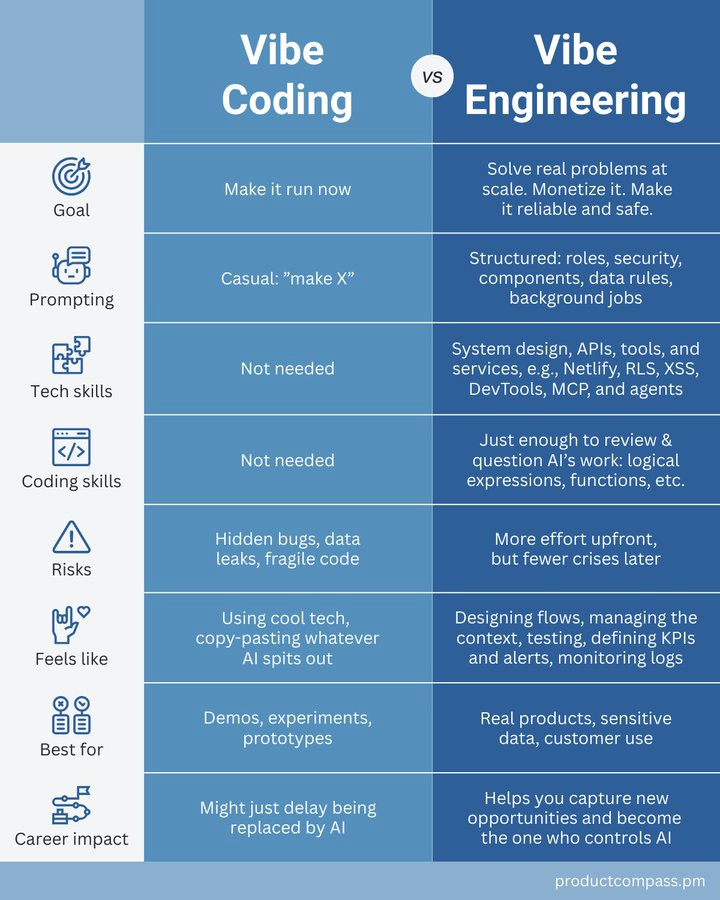 Vibe
Coding
vs
Vibe
Engineering
Goal
Make it run now
Solve real problems at
scale. Monetize it. Make
it reliable and safe.
Prompting
Casual: ”make X”
Structured: roles, security,
components, data rules,
background jobs
Tech skills
Not needed
System design, APIs, tools, and
services, e.g., Netlify, RLS, XSS,
DevTools, MCP, and agents
Coding skills
Not needed
Just enough to review &
question AI’s work: logical
expressions, functions, etc.
Risks
Hidden bugs, data
leaks, fragile code
More effort upfront,
but fewer crises later
Feels like
Using cool tech,
copy-pasting whatever
AI spits out
Designing flows, managing the
context, testing, defining KPIs
and alerts, monitoring logs
Best for
Demos, experiments,
prototypes
Real products, sensitive
data, customer use
Career impact
Might just delay being
replaced by AI
Helps you capture new
opportunities and become
the one who controls AI
productcompass.pm